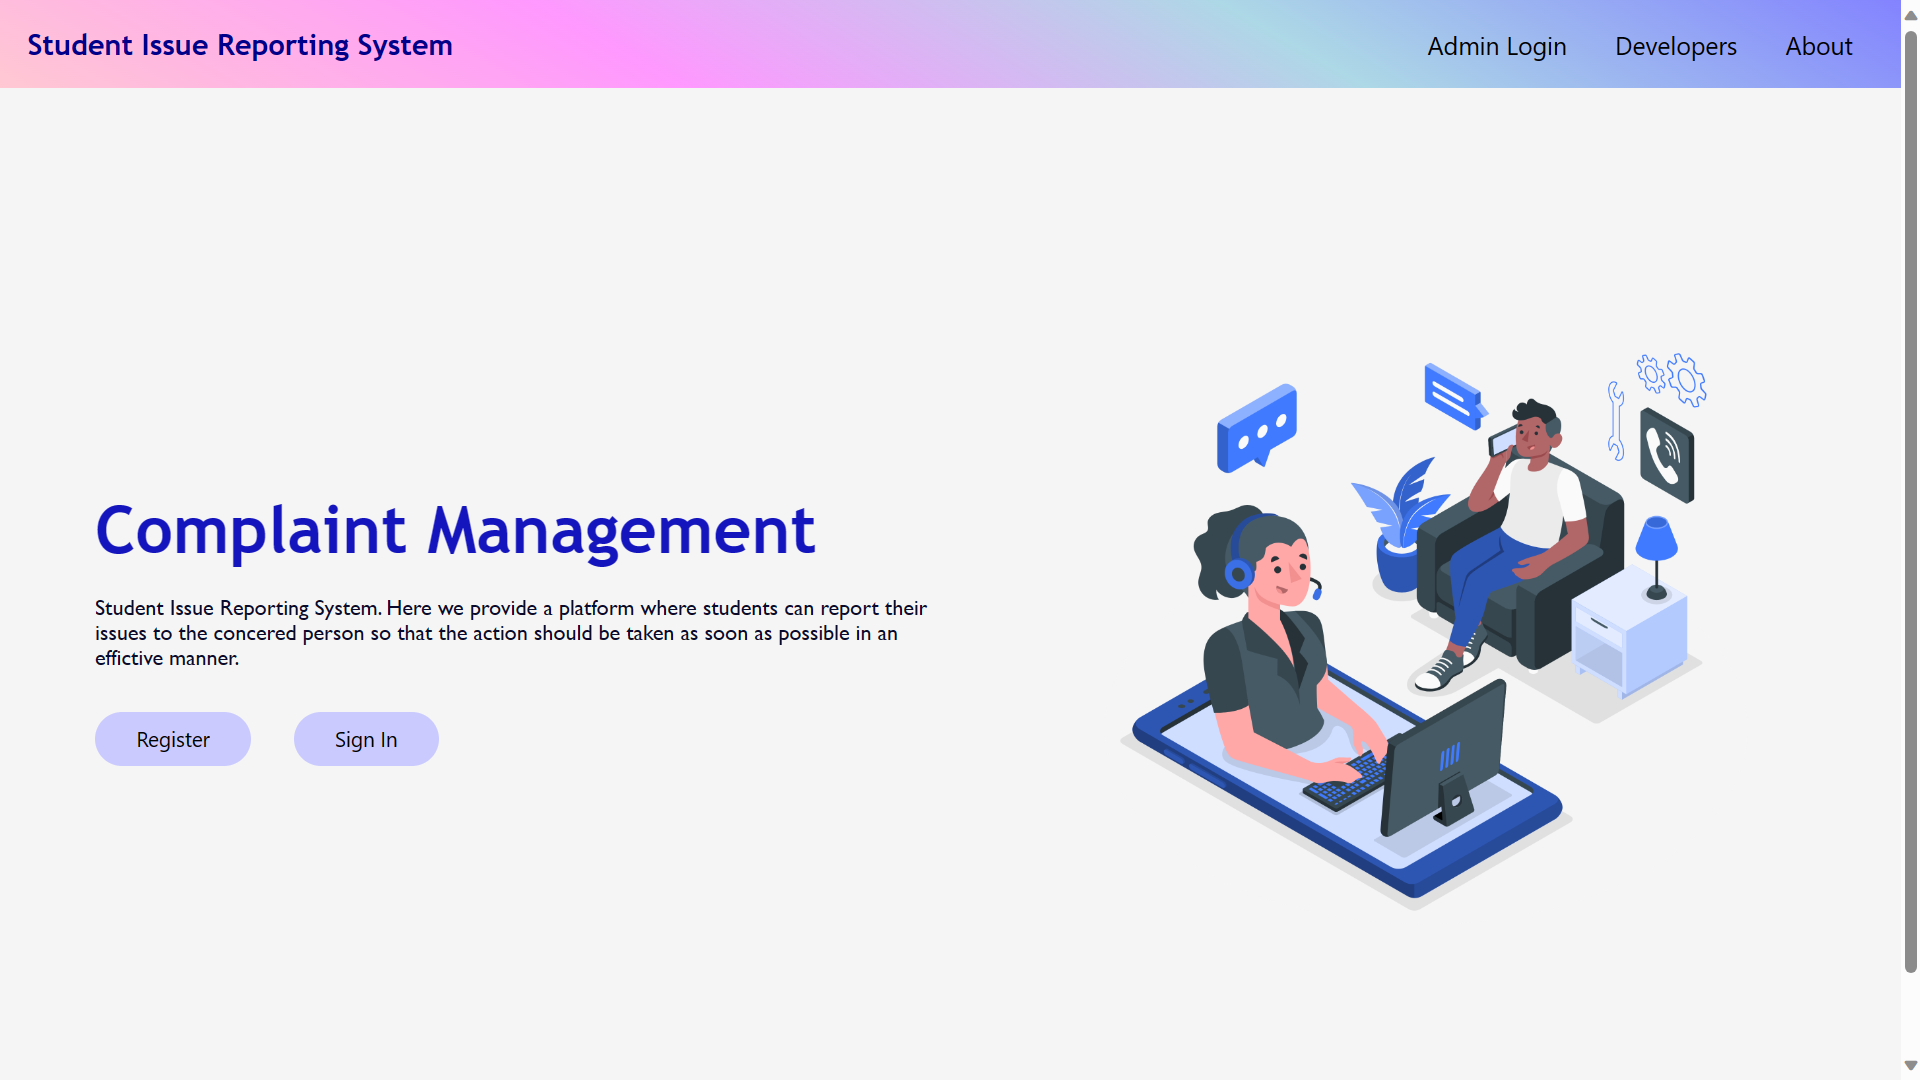 Student Issue Reporting System
Admin Login
Developers
About
Complaint Management
Student Issue Reporting System. Here we provide a platform where students can report their
issues to the concered person so that the action should be taken as soon as possible in an
effictive manner.
Register
Sign In